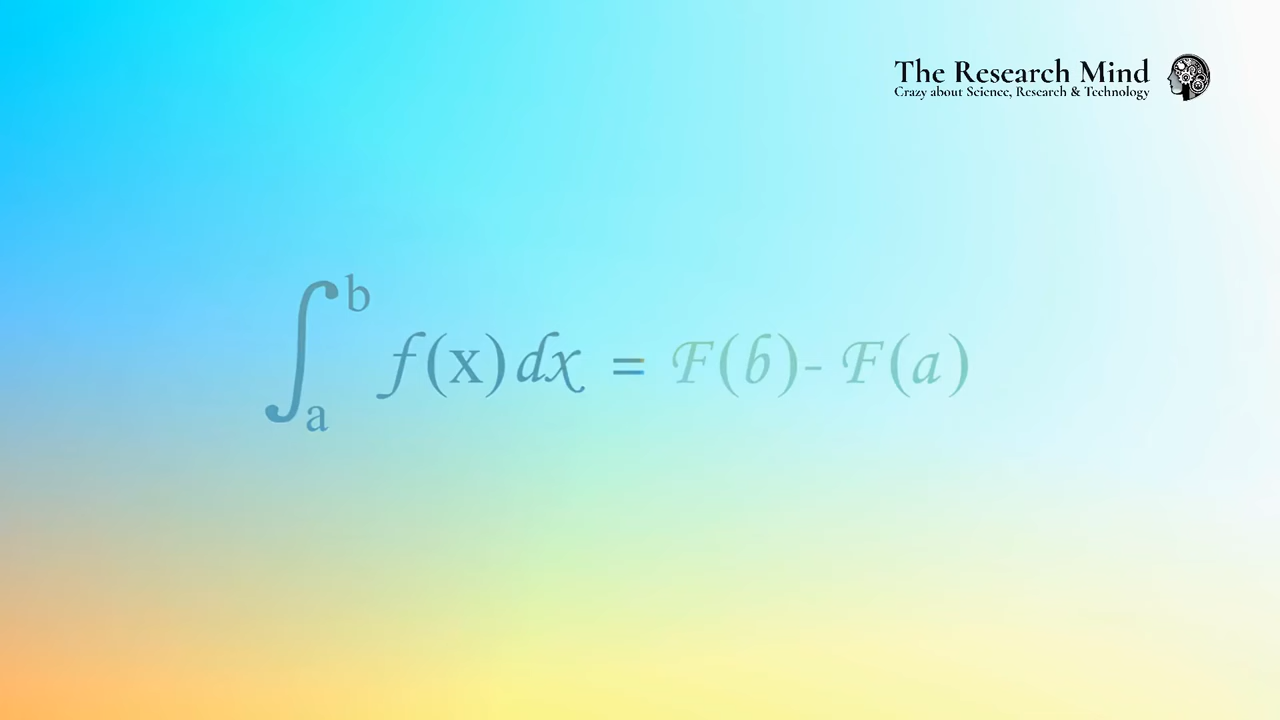 The Research Mind
Crazy about Science, Research & Technology
∫ₐᵇ f(x)dx = F(b)- F(a)